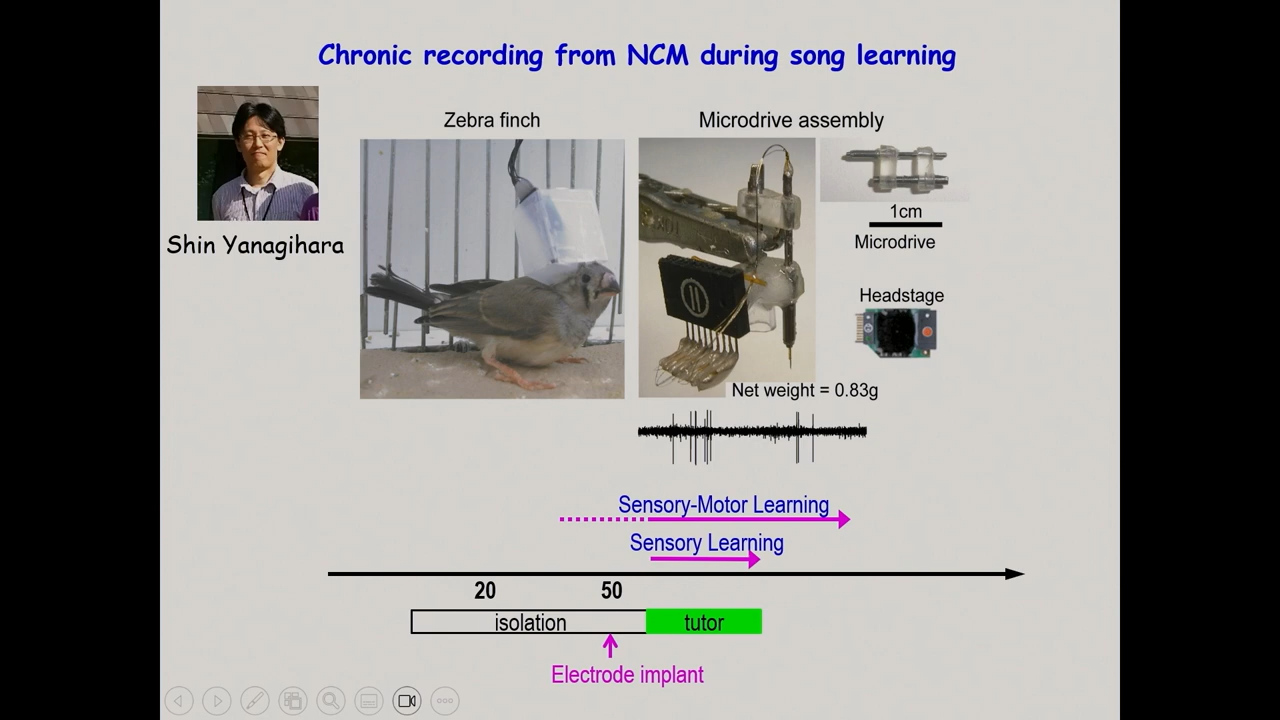 Chronic recording from NCM during song learning
Zebra finch
Microdrive assembly
Shin Yanagihara
1cm
Microdrive
Headstage
Net weight = 0.83g
Sensory-Motor Learning
Sensory Learning
20
50
isolation
tutor
Electrode implant